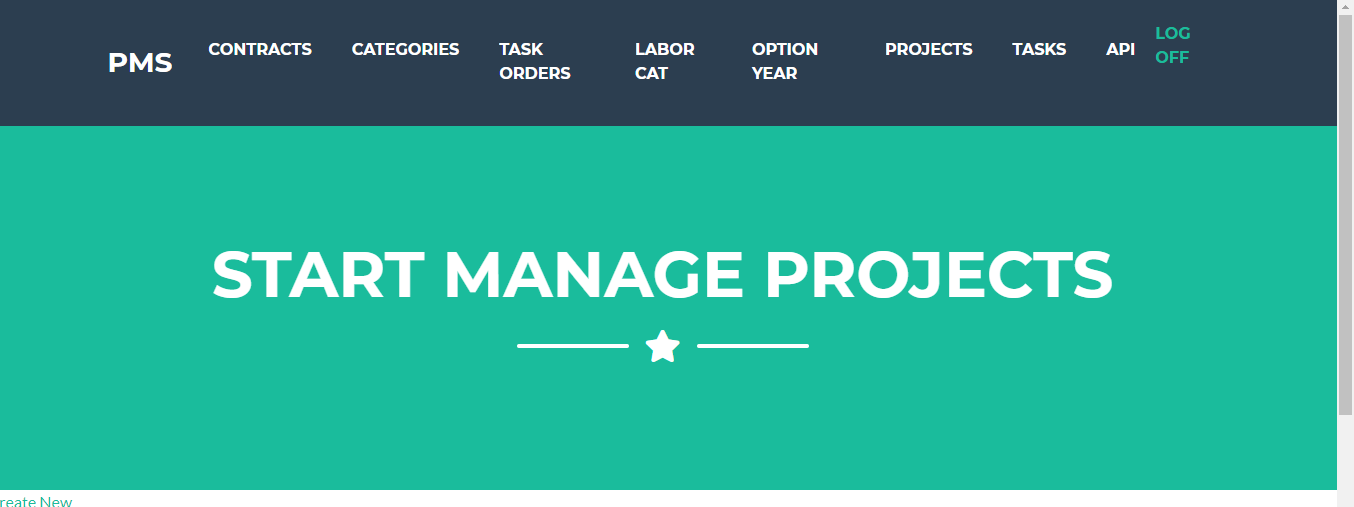 PMS
CONTRACTS
CATEGORIES
TASK
ORDERS
LABOR
CAT
OPTION
YEAR
PROJECTS
TASKS
API
LOG
OFF
START MANAGE PROJECTS
reate New